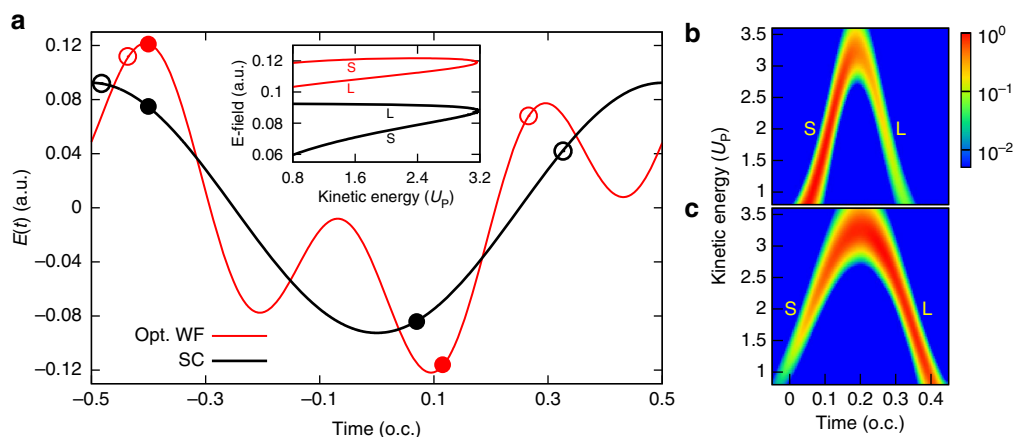 a
0.12
0.08
0.04
0
−0.04
−0.08
−0.12
E(t) (a.u.)
−0.5
−0.3
−0.1
0.1
0.3
0.5
Time (o.c.)
Opt. WF
SC
E-field (a.u.)
0.12
0.1
0.08
0.06
S
L
L
S
0.8
1.6
2.4
3.2
Kinetic energy (UP)
b
3.5
3
2.5
2
1.5
1
S
L
10⁰
10⁻¹
10⁻²
Kinetic energy (UP)
c
3.5
3
2.5
2
1.5
1
S
L
0
0.1
0.2
0.3
0.4
Time (o.c.)